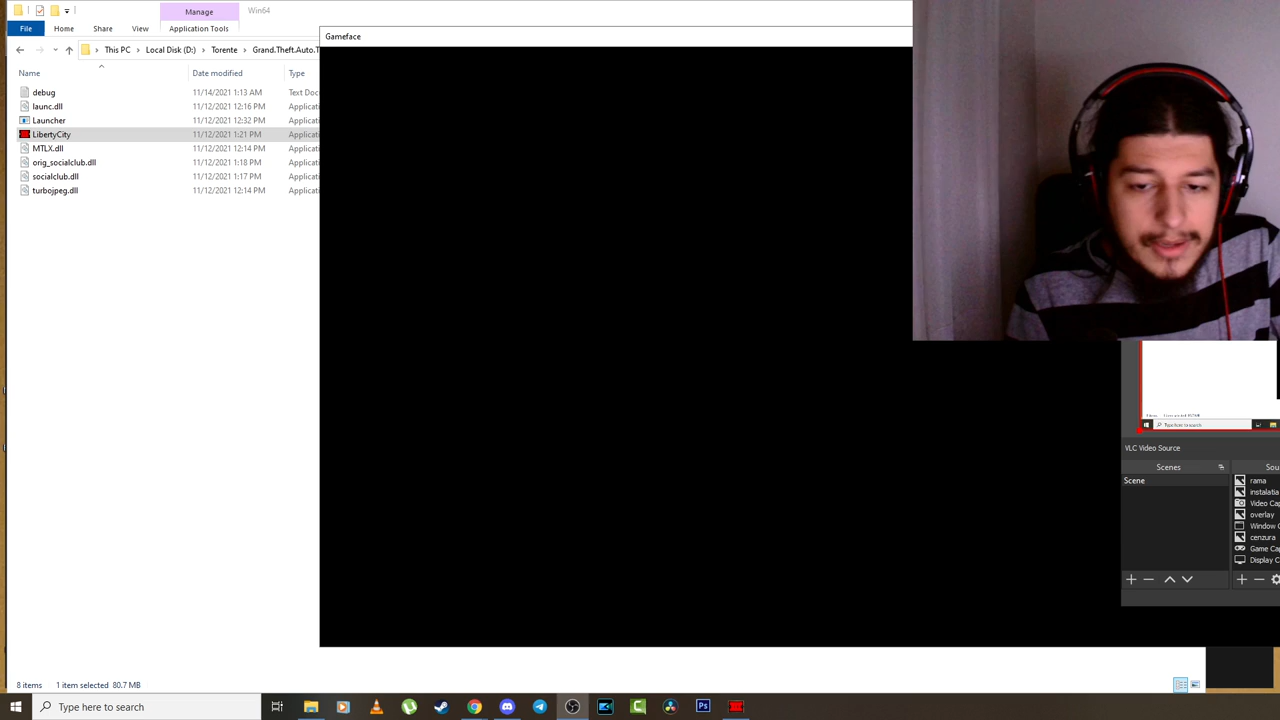 Manage
Win64
File
Home
Share
View
Application Tools
This PC
Local Disk (D:)
Torente
Grand.Theft.Auto.T
Gameface
Name
Date modified
Type
debug
11/14/2021 1:13 AM
Text Doc
launc.dll
11/12/2021 12:16 PM
Applicati
Launcher
11/12/2021 12:32 PM
Applicati
LibertyCity
11/12/2021 1:21 PM
Applicati
MTLX.dll
11/12/2021 12:14 PM
Applicati
orig_socialclub.dll
11/12/2021 1:18 PM
Applicati
socialclub.dll
11/12/2021 1:17 PM
Applicati
turbojpeg.dll
11/12/2021 12:14 PM
Applicati
Type here to search
VLC Video Source
Scenes
Sou
Scene
rama
instalatia
Video Cap
overlay
Window C
cenzura
Game Cap
Display C
8 items
1 item selected 80.7 MB
Type here to search